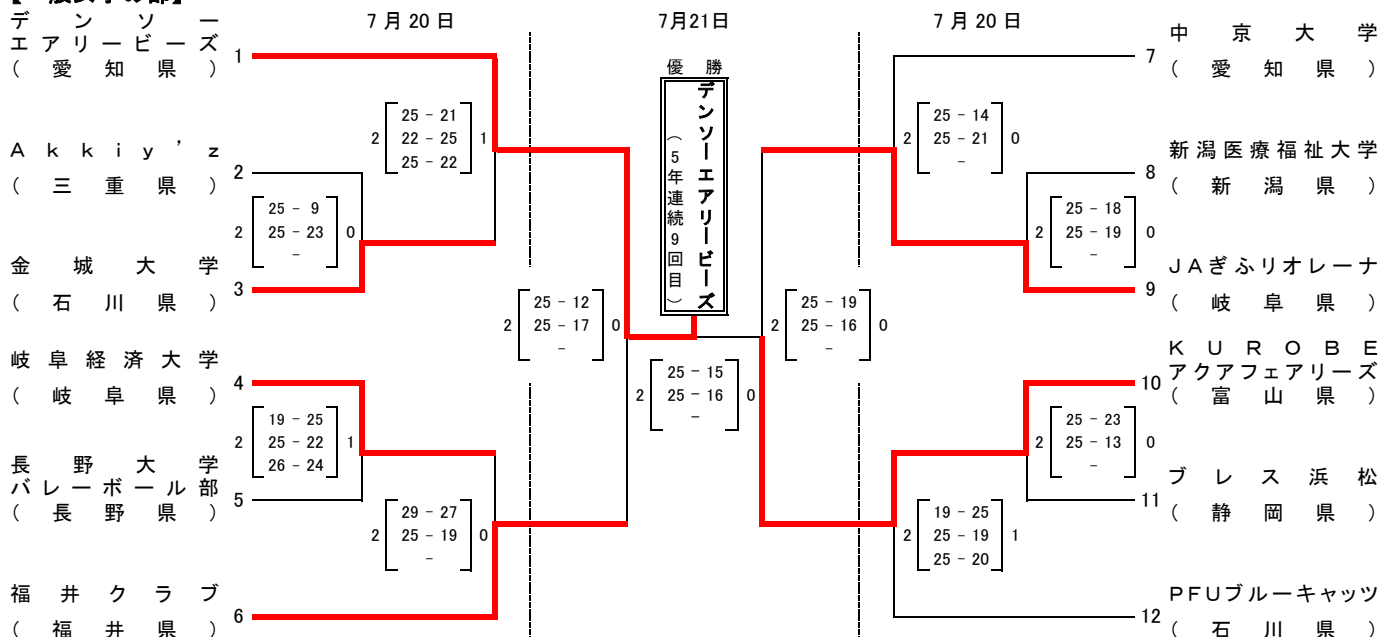 7月20日
7月21日
7月20日
デンソー
エアリービーズ
(愛知県)
1
Akkiy'z
(三重県)
2
金城大学
(石川県)
3
岐阜経済大学
(岐阜県)
4
長野大学
バレーボール部
(長野県)
5
福井クラブ
(福井県)
6
2
25 - 21
22 - 25
25 - 22
1
2
25 - 9
25 - 23
-
0
2
19 - 25
25 - 22
26 - 24
1
2
29 - 27
25 - 19
-
0
2
25 - 12
25 - 17
-
0
優勝
デンソーエアリービーズ
(5年連続9回目)
2
25 - 15
25 - 16
-
0
2
25 - 19
25 - 16
-
0
2
25 - 14
25 - 21
-
0
2
25 - 18
25 - 19
-
0
2
25 - 23
25 - 13
-
0
2
19 - 25
25 - 19
25 - 20
1
7
中京大学
(愛知県)
8
新潟医療福祉大学
(新潟県)
9
JAぎふリオレーナ
(岐阜県)
10
KUROBE
アクアフェアリーズ
(富山県)
11
ブレス浜松
(静岡県)
12
PFUブルーキャッツ
(石川県)